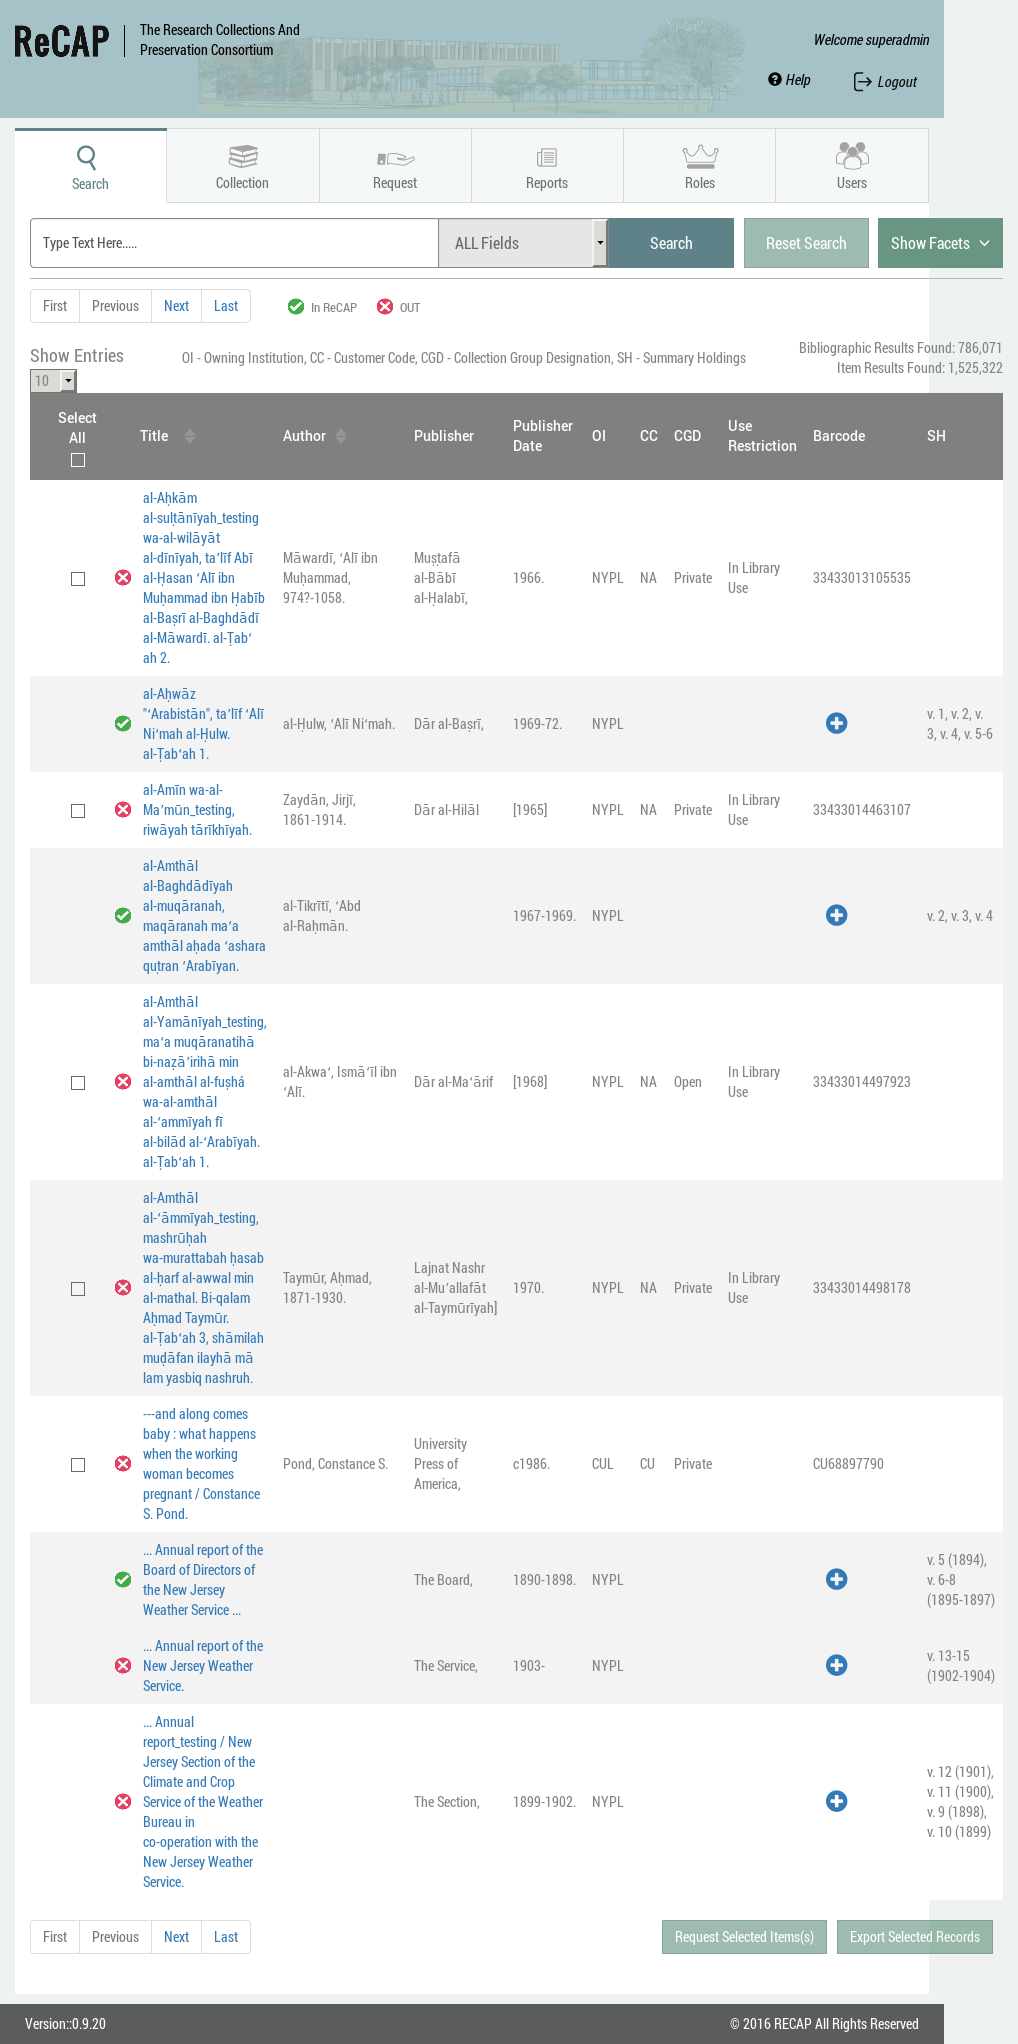 ReCAP
The Research Collections And
Preservation Consortium
Welcome superadmin
Help
Logout
Search
Collection
Request
Reports
Roles
Users
Type Text Here.....
ALL Fields
Search
Reset Search
Show Facets
First Previous Next Last
In ReCAP OUT
Show Entries
10
OI - Owning Institution, CC - Customer Code, CGD - Collection Group Designation, SH - Summary Holdings
Bibliographic Results Found: 786,071
Item Results Found: 1,525,322
Select
All
Title
Author
Publisher
Publisher
Date
OI
CC
CGD
Use
Restriction
Barcode
SH
al-Aḥkām
al-sulṭānīyah_testing
wa-al-wilāyāt
al-dīnīyah, taʼlīf Abī
al-Ḥasan ʻAlī ibn
Muḥammad ibn Ḥabīb
al-Baṣrī al-Baghdādī
al-Māwardī. al-Ṭabʻ
ah 2.
Māwardī, ʻAlī ibn
Muḥammad,
974?-1058.
Muṣṭafā
al-Bābī
al-Ḥalabī,
1966.
NYPL
NA
Private
In Library
Use
33433013105535
al-Aḥwāz
"ʻArabistān", taʼlīf ʻAlī
Niʻmah al-Ḥulw.
al-Ṭabʻah 1.
al-Ḥulw, ʻAlī Niʻmah.
Dār al-Baṣrī,
1969-72.
NYPL
v. 1, v. 2, v.
3, v. 4, v. 5-6
al-Amīn wa-al-
Maʼmūn_testing,
riwāyah tārīkhīyah.
Zaydān, Jirjī,
1861-1914.
Dār al-Hilāl
[1965]
NYPL
NA
Private
In Library
Use
33433014463107
al-Amthāl
al-Baghdādīyah
al-muqāranah,
maqāranah maʻa
amthāl aḥada ʻashara
quṭran ʻArabīyan.
al-Tikrītī, ʻAbd
al-Raḥmān.
1967-1969.
NYPL
v. 2, v. 3, v. 4
al-Amthāl
al-Yamānīyah_testing,
maʻa muqāranatihā
bi-naẓāʼirihā min
al-amthāl al-fuṣhá
wa-al-amthāl
al-ʻammīyah fī
al-bilād al-ʻArabīyah.
al-Ṭabʻah 1.
al-Akwaʻ, Ismāʻīl ibn
ʻAlī.
Dār al-Maʻārif
[1968]
NYPL
NA
Open
In Library
Use
33433014497923
al-Amthāl
al-ʻāmmīyah_testing,
mashrūḥah
wa-murattabah ḥasab
al-ḥarf al-awwal min
al-mathal. Bi-qalam
Aḥmad Taymūr.
al-Ṭabʻah 3, shāmilah
muḍāfan ilayhā mā
lam yasbiq nashruh.
Taymūr, Aḥmad,
1871-1930.
Lajnat Nashr
al-Muʼallafāt
al-Taymūrīyah]
1970.
NYPL
NA
Private
In Library
Use
33433014498178
---and along comes
baby : what happens
when the working
woman becomes
pregnant / Constance
S. Pond.
Pond, Constance S.
University
Press of
America,
c1986.
CUL
CU
Private
CU68897790
... Annual report of the
Board of Directors of
the New Jersey
Weather Service ...
The Board,
1890-1898.
NYPL
v. 5 (1894),
v. 6-8
(1895-1897)
... Annual report of the
New Jersey Weather
Service.
The Service,
1903-
NYPL
v. 13-15
(1902-1904)
... Annual
report_testing / New
Jersey Section of the
Climate and Crop
Service of the Weather
Bureau in
co-operation with the
New Jersey Weather
Service.
The Section,
1899-1902.
NYPL
v. 12 (1901),
v. 11 (1900),
v. 9 (1898),
v. 10 (1899)
First Previous Next Last
Request Selected Items(s)
Export Selected Records
Version::0.9.20
© 2016 RECAP All Rights Reserved